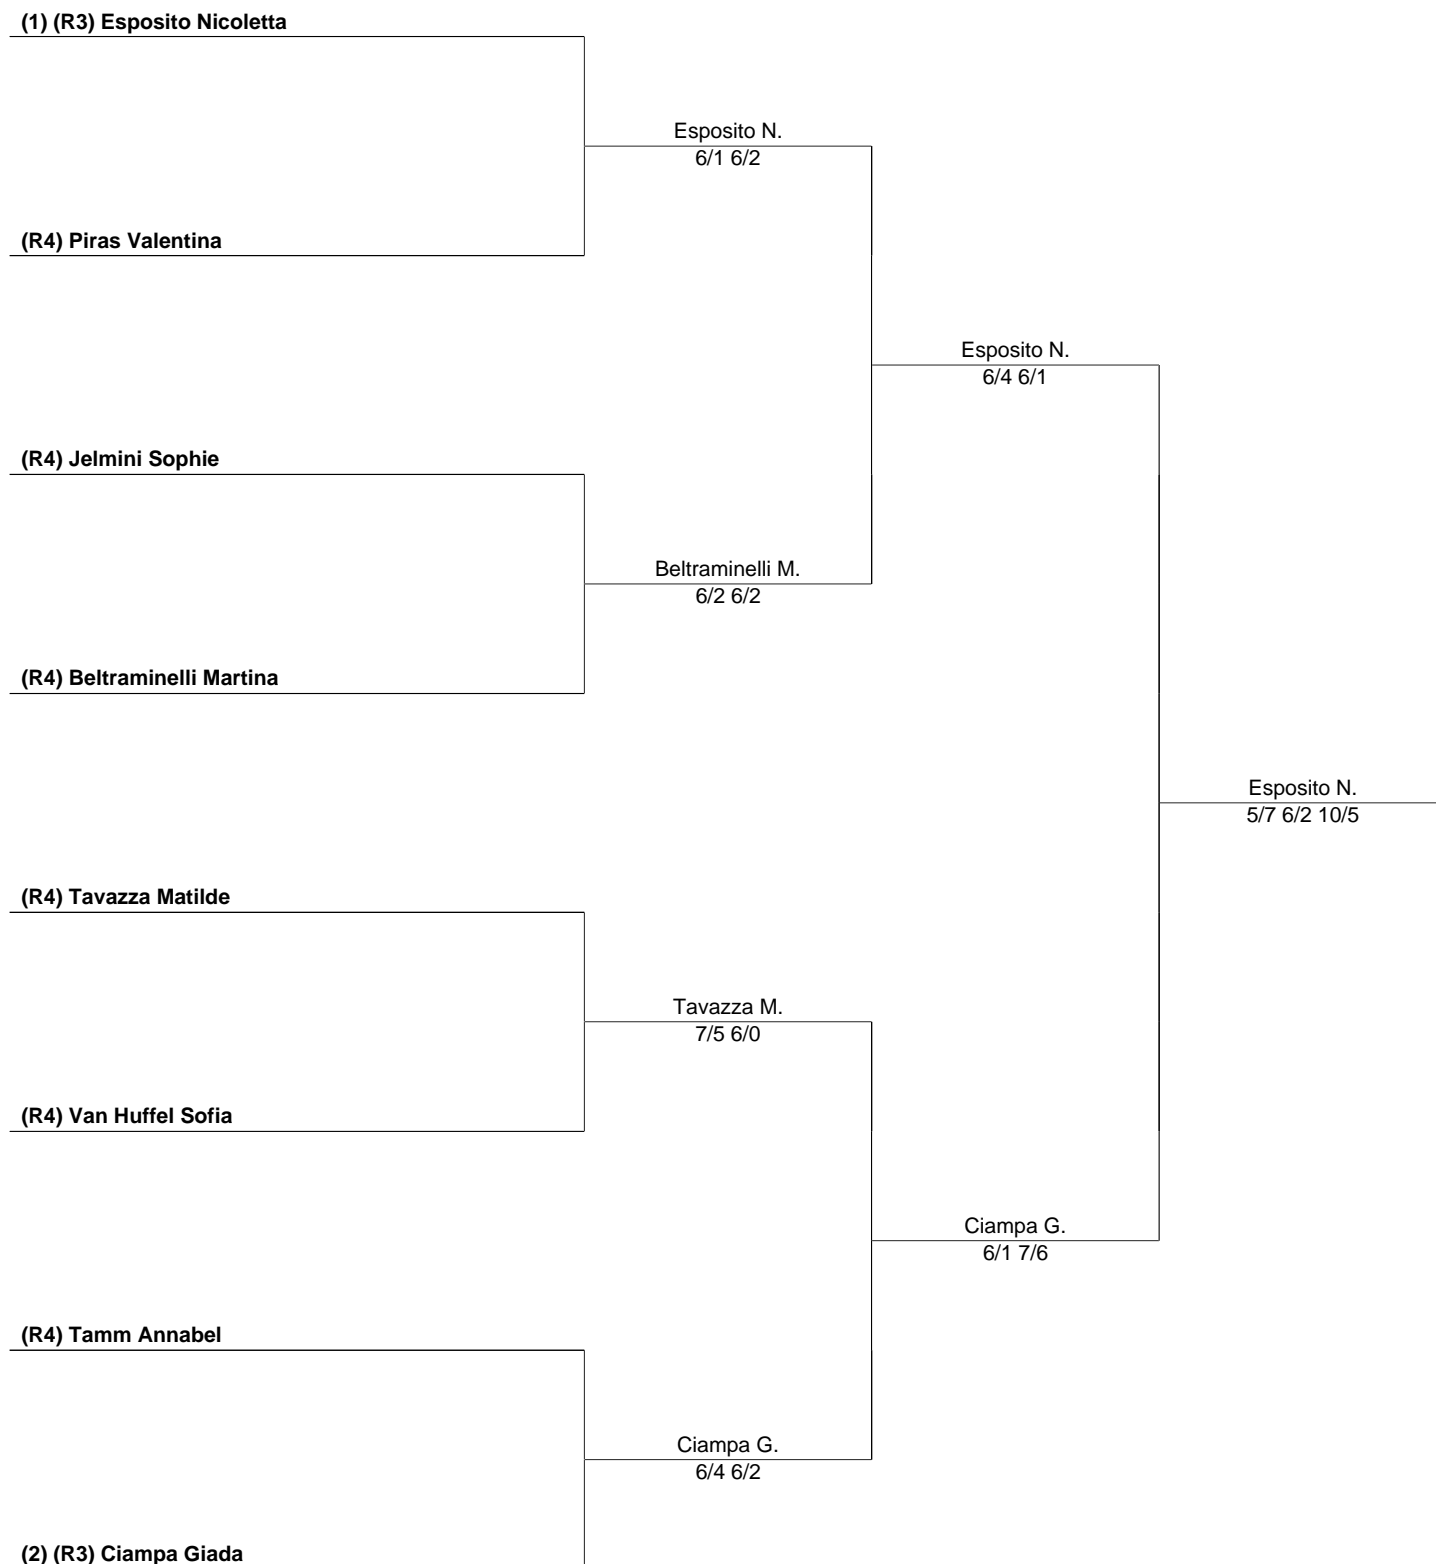 (1) (R3) Esposito Nicoletta
Esposito N.
6/1 6/2
(R4) Piras Valentina
Esposito N.
6/4 6/1
(R4) Jelmini Sophie
Beltraminelli M.
6/2 6/2
(R4) Beltraminelli Martina
Esposito N.
5/7 6/2 10/5
(R4) Tavazza Matilde
Tavazza M.
7/5 6/0
(R4) Van Huffel Sofia
Ciampa G.
6/1 7/6
(R4) Tamm Annabel
Ciampa G.
6/4 6/2
(2) (R3) Ciampa Giada